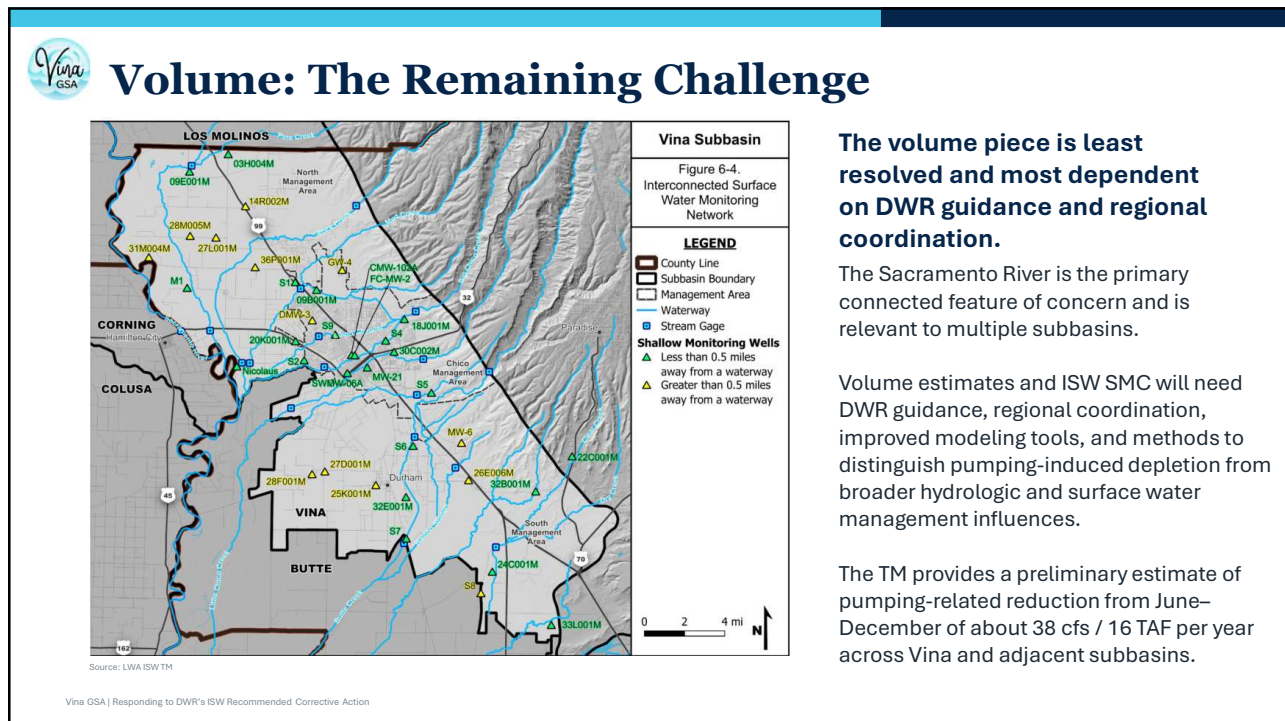 Vina
GSA
Volume: The Remaining Challenge
LOS MOLINOS
03H004M
09E001M
North
Management
Area
14R002M
99
28M005M
27L001M
31M004M
36P901M
GW-4
CMW-102A
FC-MW-2
M1
S1
09B001M
32
DMW-3
CORNING
Hamilton City
S9
18J001M
Paradise
20K001M
S4
30C002M
COLUSA
Nicolaus
S2
Chico
Management
Area
MW-21
S5
MW-6
S6
22C001M
27D001M
28F001M
26E006M
25K001M
Durham
32B001M
45
VINA
32E001M
S7
South
Management
Area
BUTTE
70
24C001M
S8
33L001M
162
0 2 4 mi
N
Vina Subbasin
Figure 6-4.
Interconnected Surface
Water Monitoring
Network
LEGEND
County Line
Subbasin Boundary
Management Area
Waterway
Stream Gage
Shallow Monitoring Wells
Less than 0.5 miles
away from a waterway
Greater than 0.5 miles
away from a waterway
Source: LWA ISW TM
The volume piece is least
resolved and most dependent
on DWR guidance and regional
coordination.
The Sacramento River is the primary
connected feature of concern and is
relevant to multiple subbasins.
Volume estimates and ISW SMC will need
DWR guidance, regional coordination,
improved modeling tools, and methods to
distinguish pumping-induced depletion from
broader hydrologic and surface water
management influences.
The TM provides a preliminary estimate of
pumping-related reduction from June–
December of about 38 cfs / 16 TAF per year
across Vina and adjacent subbasins.
Vina GSA | Responding to DWR's ISW Recommended Corrective Action